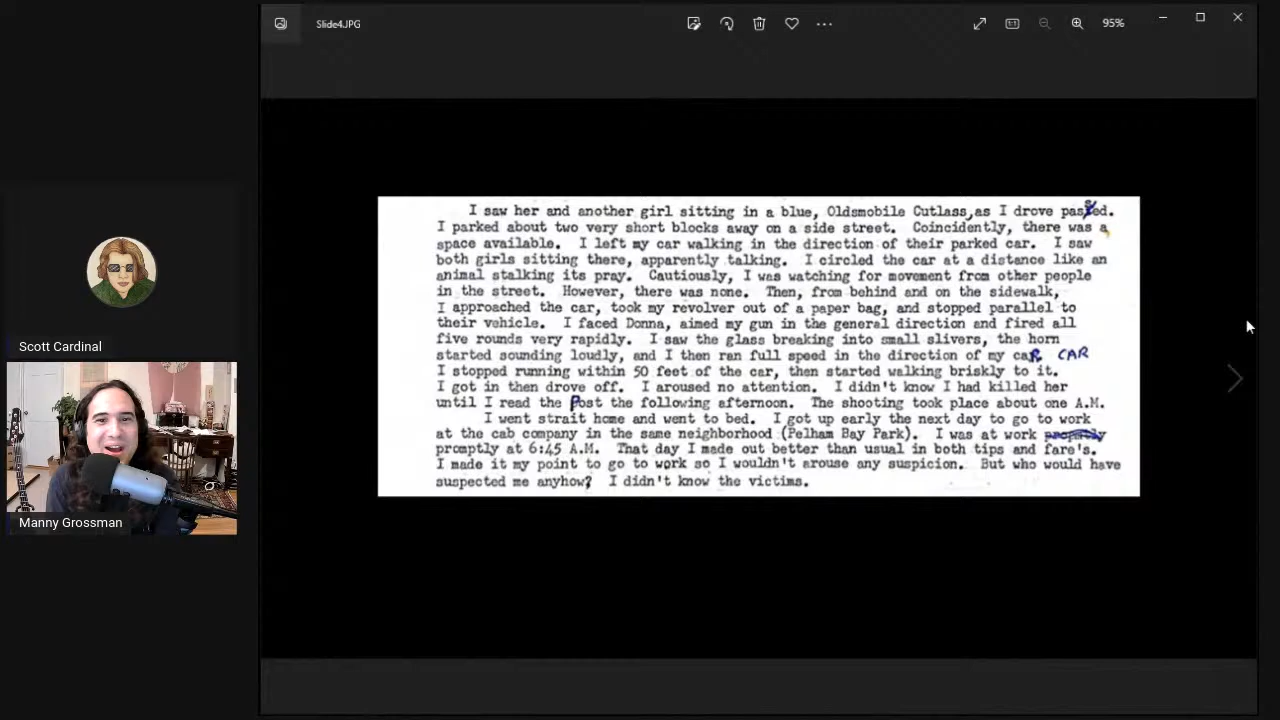 Slide4.JPG
95%
I saw her and another girl sitting in a blue, Oldsmobile Cutlass,as I drove passed.
I parked about two very short blocks away on a side street. Coincidently, there was a
space available. I left my car walking in the direction of their parked car. I saw
both girls sitting there, apparently talking. I circled the car at a distance like an
animal stalking its pray. Cautiously, I was watching for movement from other people
in the street. However, there was none. Then, from behind and on the sidewalk,
I approached the car, took my revolver out of a paper bag, and stopped parallel to
their vehicle. I faced Donna, aimed my gun in the general direction and fired all
five rounds very rapidly. I saw the glass breaking into small slivers, the horn
started sounding loudly, and I then ran full speed in the direction of my caR CAR
I stopped running within 50 feet of the car, then started walking briskly to it.
I got in then drove off. I aroused no attention. I didn't know I had killed her
until I read the Post the following afternoon. The shooting took place about one A.M.
I went strait home and went to bed. I got up early the next day to go to work
at the cab company in the same neighborhood (Pelham Bay Park). I was at work
promptly at 6:45 A.M. That day I made out better than usual in both tips and fare's.
I made it my point to go to work so I wouldn't arouse any suspicion. But who would have
suspected me anyhow? I didn't know the victims.
Scott Cardinal
Manny Grossman